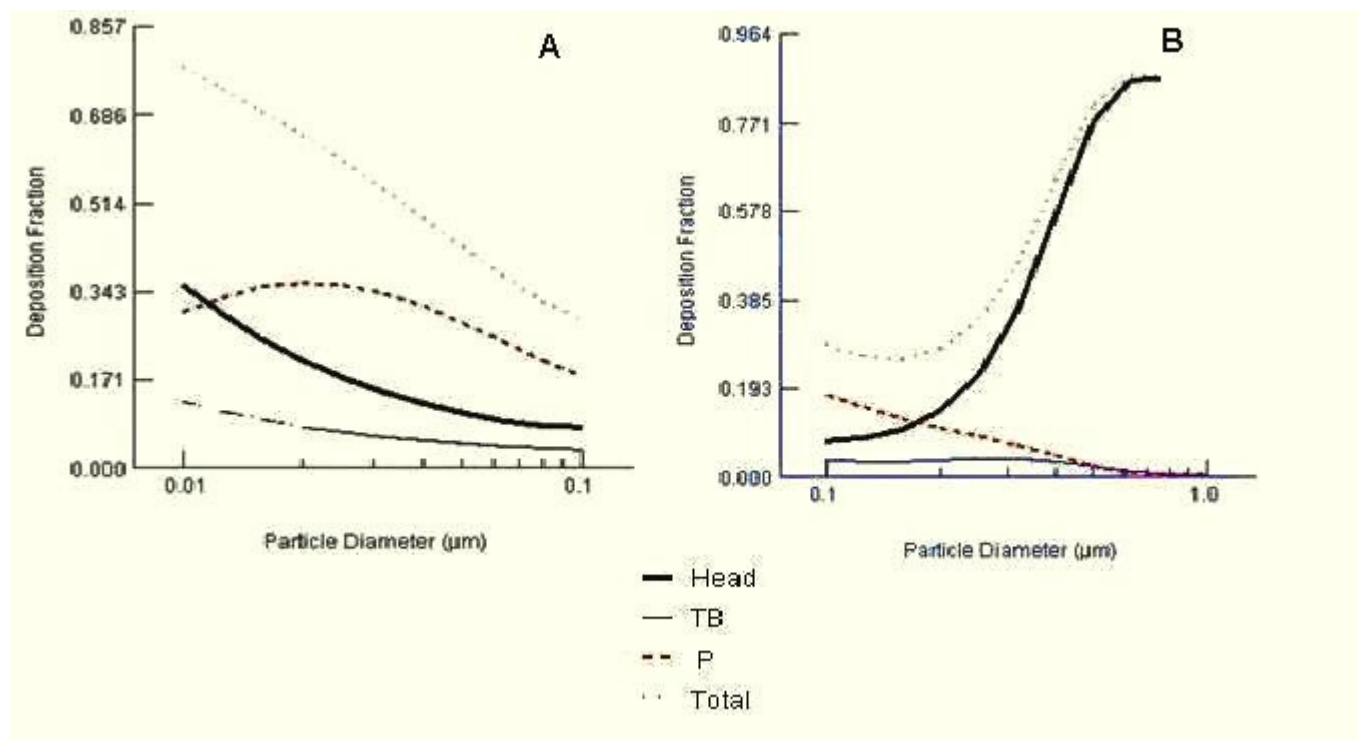 A
0.857
0.686
0.514
0.343
0.171
0.000
0.01
0.1
Deposition Fraction
Particle Diameter (µm)
B
0.964
0.771
0.578
0.385
0.193
0.000
0.1
1.0
Deposition Fraction
Particle Diameter (µm)
Head
TB
P
Total